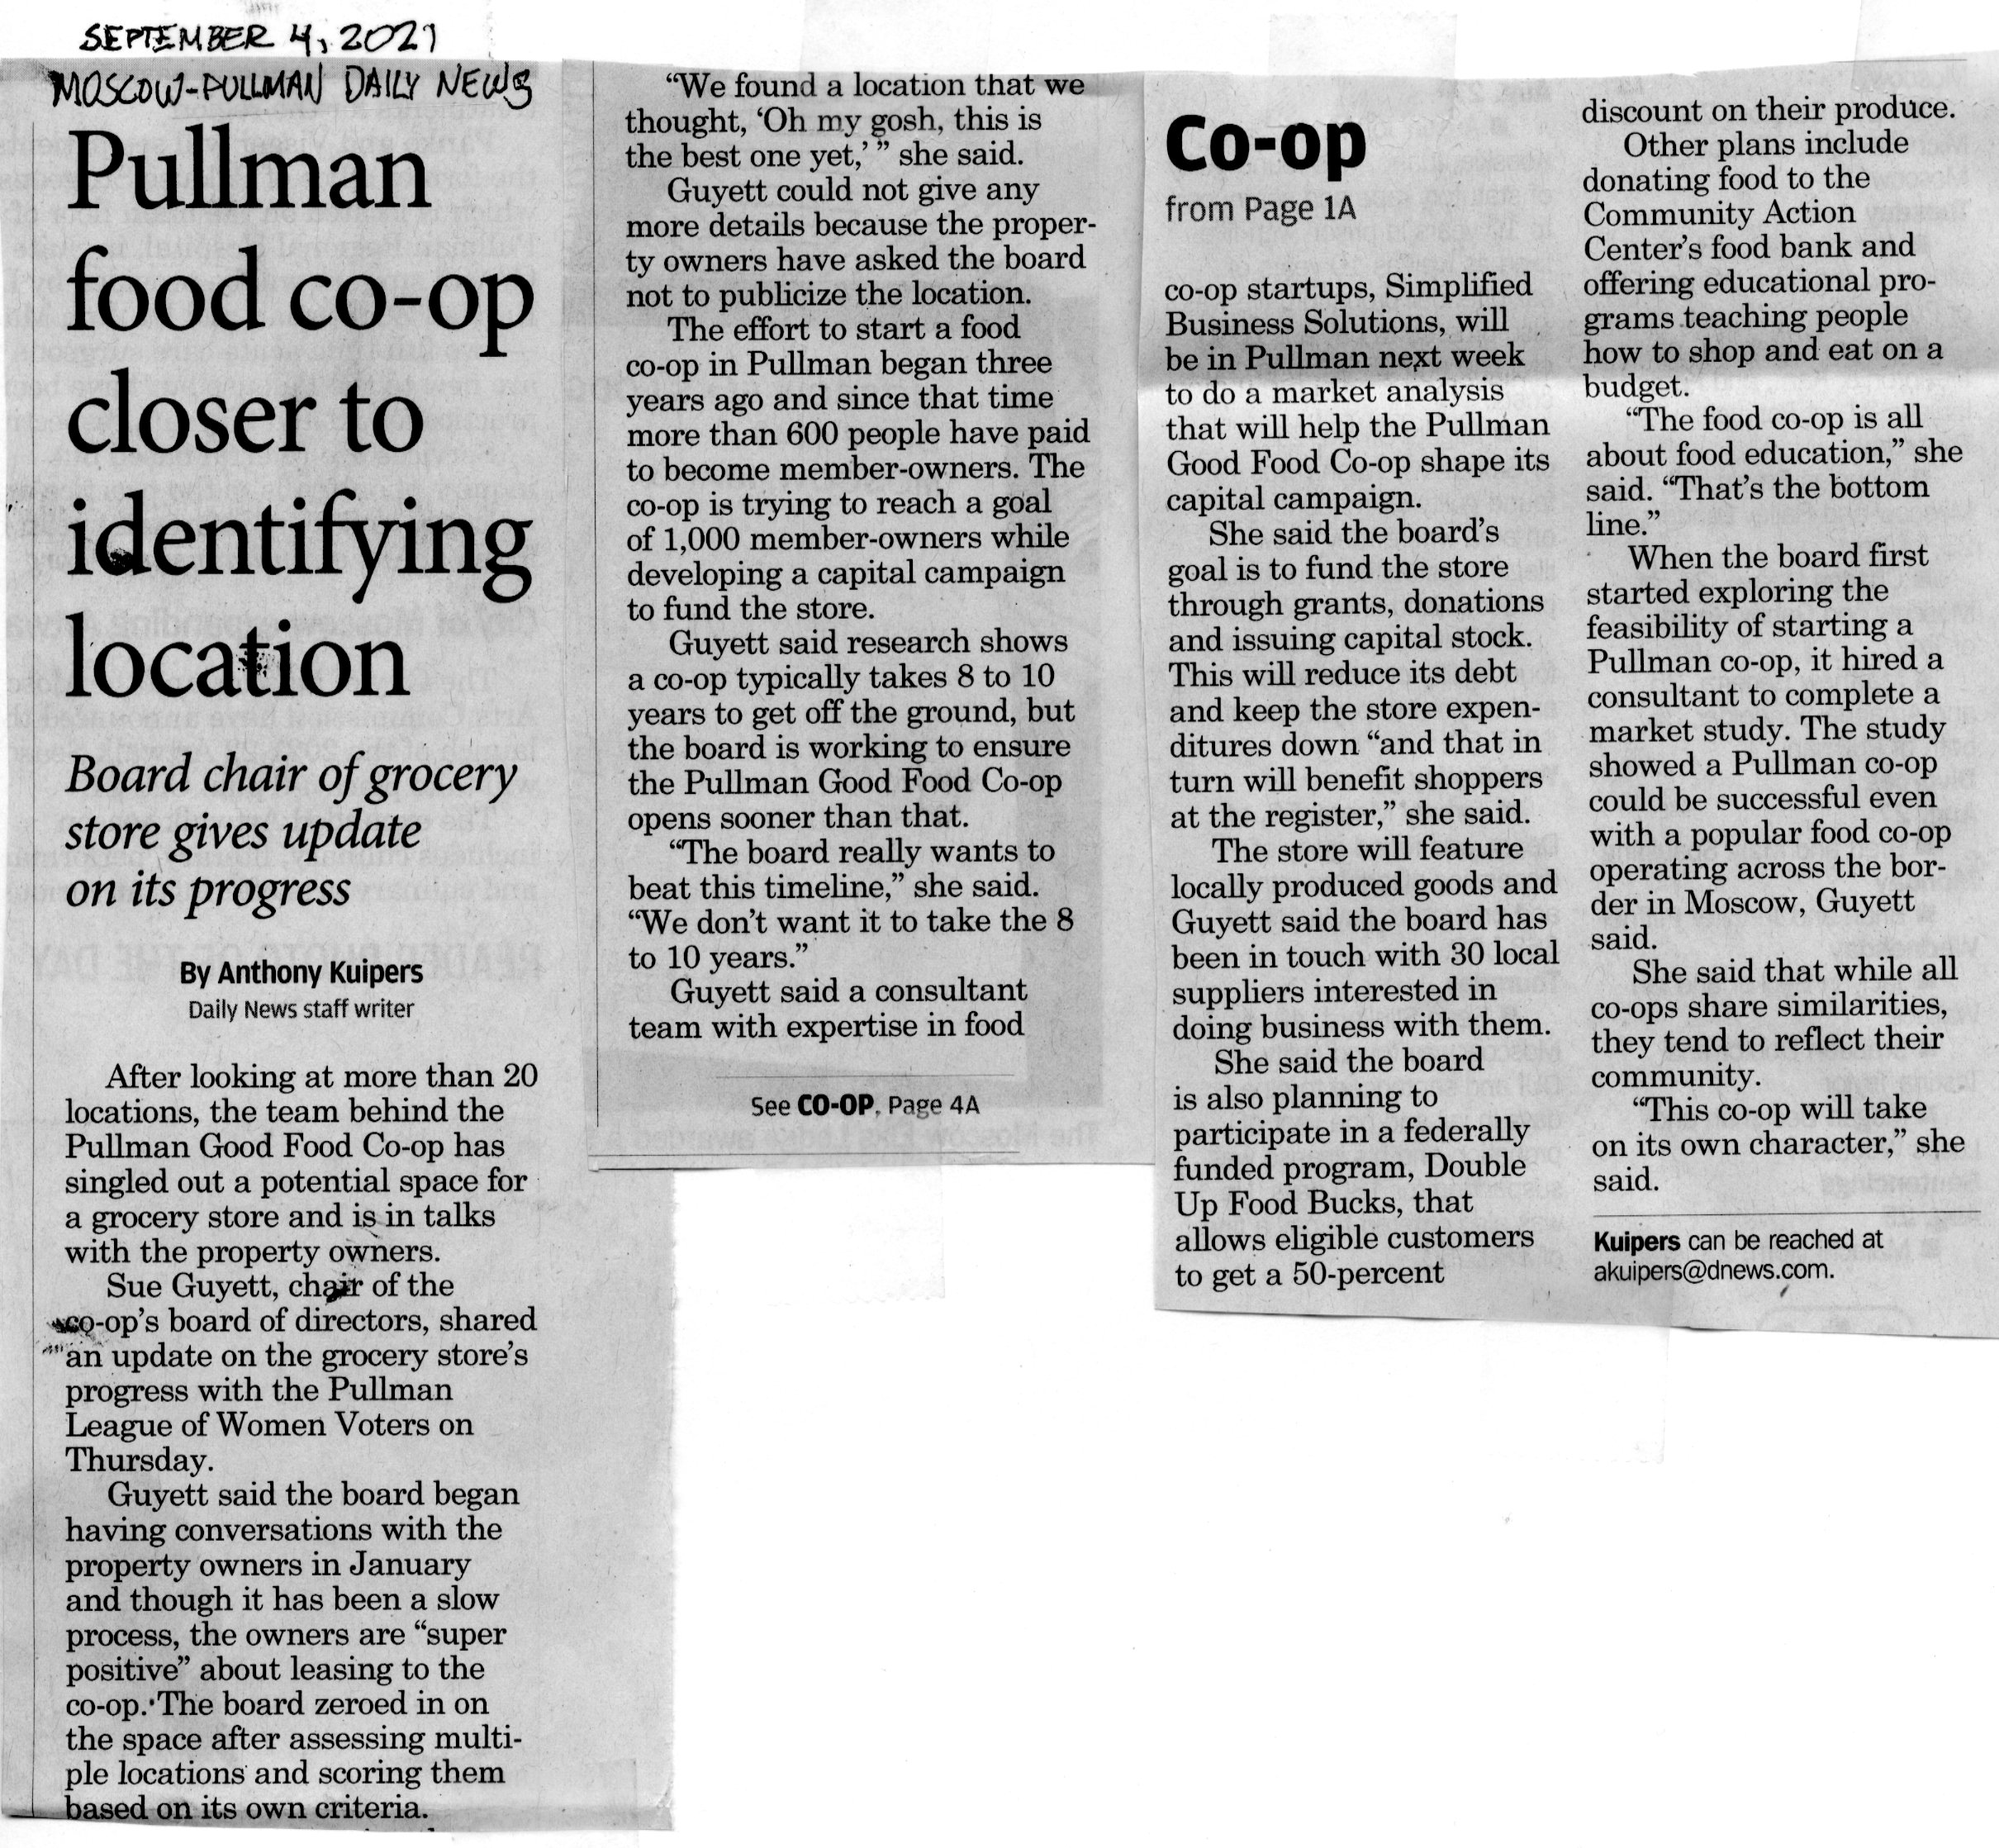 SEPTEMBER 4, 2021
MOSCOW-PULLMAN DAILY NEWS
Pullman
food co-op
closer to
identifying
location
Board chair of grocery
store gives update
on its progress
By Anthony Kuipers
Daily News staff writer
After looking at more than 20
locations, the team behind the
Pullman Good Food Co-op has
singled out a potential space for
a grocery store and is in talks
with the property owners.
Sue Guyett, chair of the
co-op's board of directors, shared
an update on the grocery store's
progress with the Pullman
League of Women Voters on
Thursday.
Guyett said the board began
having conversations with the
property owners in January
and though it has been a slow
process, the owners are “super
positive” about leasing to the
co-op. The board zeroed in on
the space after assessing multi-
ple locations and scoring them
based on its own criteria.
“We found a location that we
thought, ‘Oh my gosh, this is
the best one yet,’ ” she said.
Guyett could not give any
more details because the proper-
ty owners have asked the board
not to publicize the location.
The effort to start a food
co-op in Pullman began three
years ago and since that time
more than 600 people have paid
to become member-owners. The
co-op is trying to reach a goal
of 1,000 member-owners while
developing a capital campaign
to fund the store.
Guyett said research shows
a co-op typically takes 8 to 10
years to get off the ground, but
the board is working to ensure
the Pullman Good Food Co-op
opens sooner than that.
“The board really wants to
beat this timeline,” she said.
“We don't want it to take the 8
to 10 years.”
Guyett said a consultant
team with expertise in food
See CO-OP, Page 4A
Co-op
from Page 1A
co-op startups, Simplified
Business Solutions, will
be in Pullman next week
to do a market analysis
that will help the Pullman
Good Food Co-op shape its
capital campaign.
She said the board's
goal is to fund the store
through grants, donations
and issuing capital stock.
This will reduce its debt
and keep the store expen-
ditures down “and that in
turn will benefit shoppers
at the register,” she said.
The store will feature
locally produced goods and
Guyett said the board has
been in touch with 30 local
suppliers interested in
doing business with them.
She said the board
is also planning to
participate in a federally
funded program, Double
Up Food Bucks, that
allows eligible customers
to get a 50-percent
discount on their produce.
Other plans include
donating food to the
Community Action
Center's food bank and
offering educational pro-
grams teaching people
how to shop and eat on a
budget.
“The food co-op is all
about food education,” she
said. “That's the bottom
line.”
When the board first
started exploring the
feasibility of starting a
Pullman co-op, it hired a
consultant to complete a
market study. The study
showed a Pullman co-op
could be successful even
with a popular food co-op
operating across the bor-
der in Moscow, Guyett
said.
She said that while all
co-ops share similarities,
they tend to reflect their
community.
“This co-op will take
on its own character,” she
said.
Kuipers can be reached at
akuipers@dnews.com.